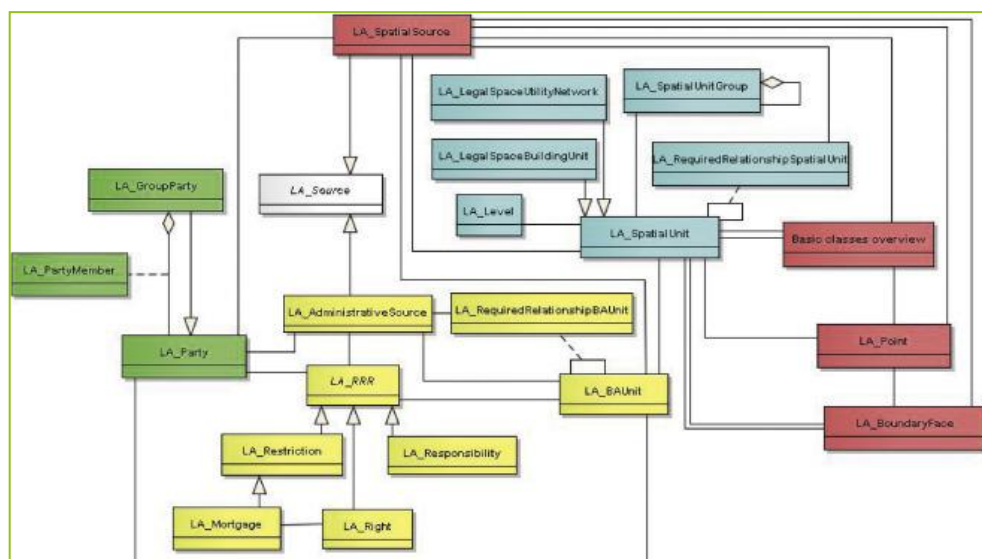 LA_SpatialSource
LA_LegalSpaceUtilityNetwork
LA_SpatialUnitGroup
LA_LegalSpaceBuildingUnit
LA_RequiredRelationshipSpatialUnit
LA_GroupParty
LA_Source
LA_Level
LA_SpatialUnit
Basic classes overview
LA_PartyMember
LA_AdministrativeSource
LA_RequiredRelationshipBAUnit
LA_Party
LA_Point
LA_RRR
LA_BAUnit
LA_BoundaryFace
LA_Restriction
LA_Responsibility
LA_Mortgage
LA_Right